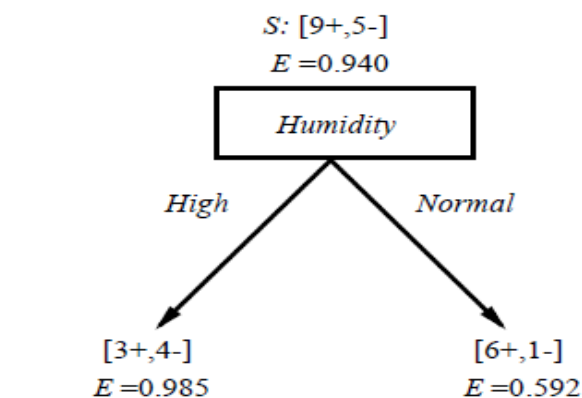 S: [9+,5-]
E =0.940
Humidity
High
Normal
[3+,4-]
E =0.985
[6+,1-]
E =0.592